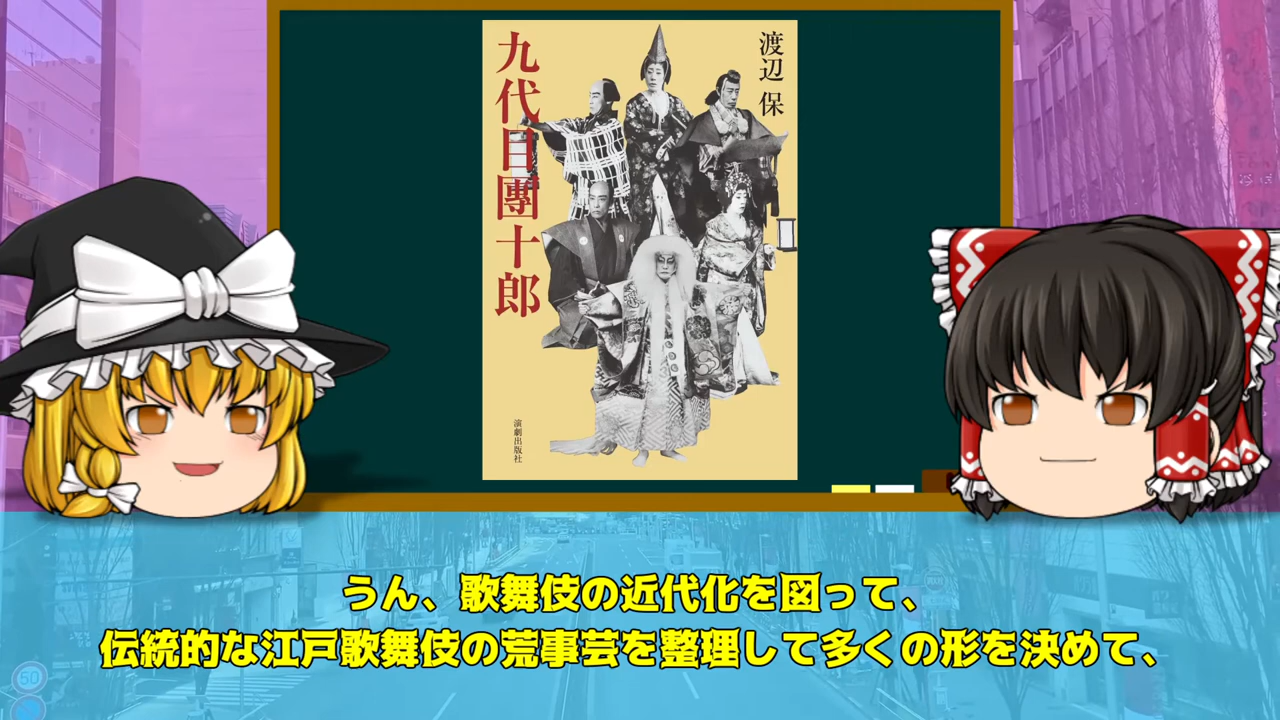 九代目團十郎
渡辺 保
演劇出版社
うん、歌舞伎の近代化を図って、
伝統的な江戸歌舞伎の荒事芸を整理して多くの形を決めて、
50